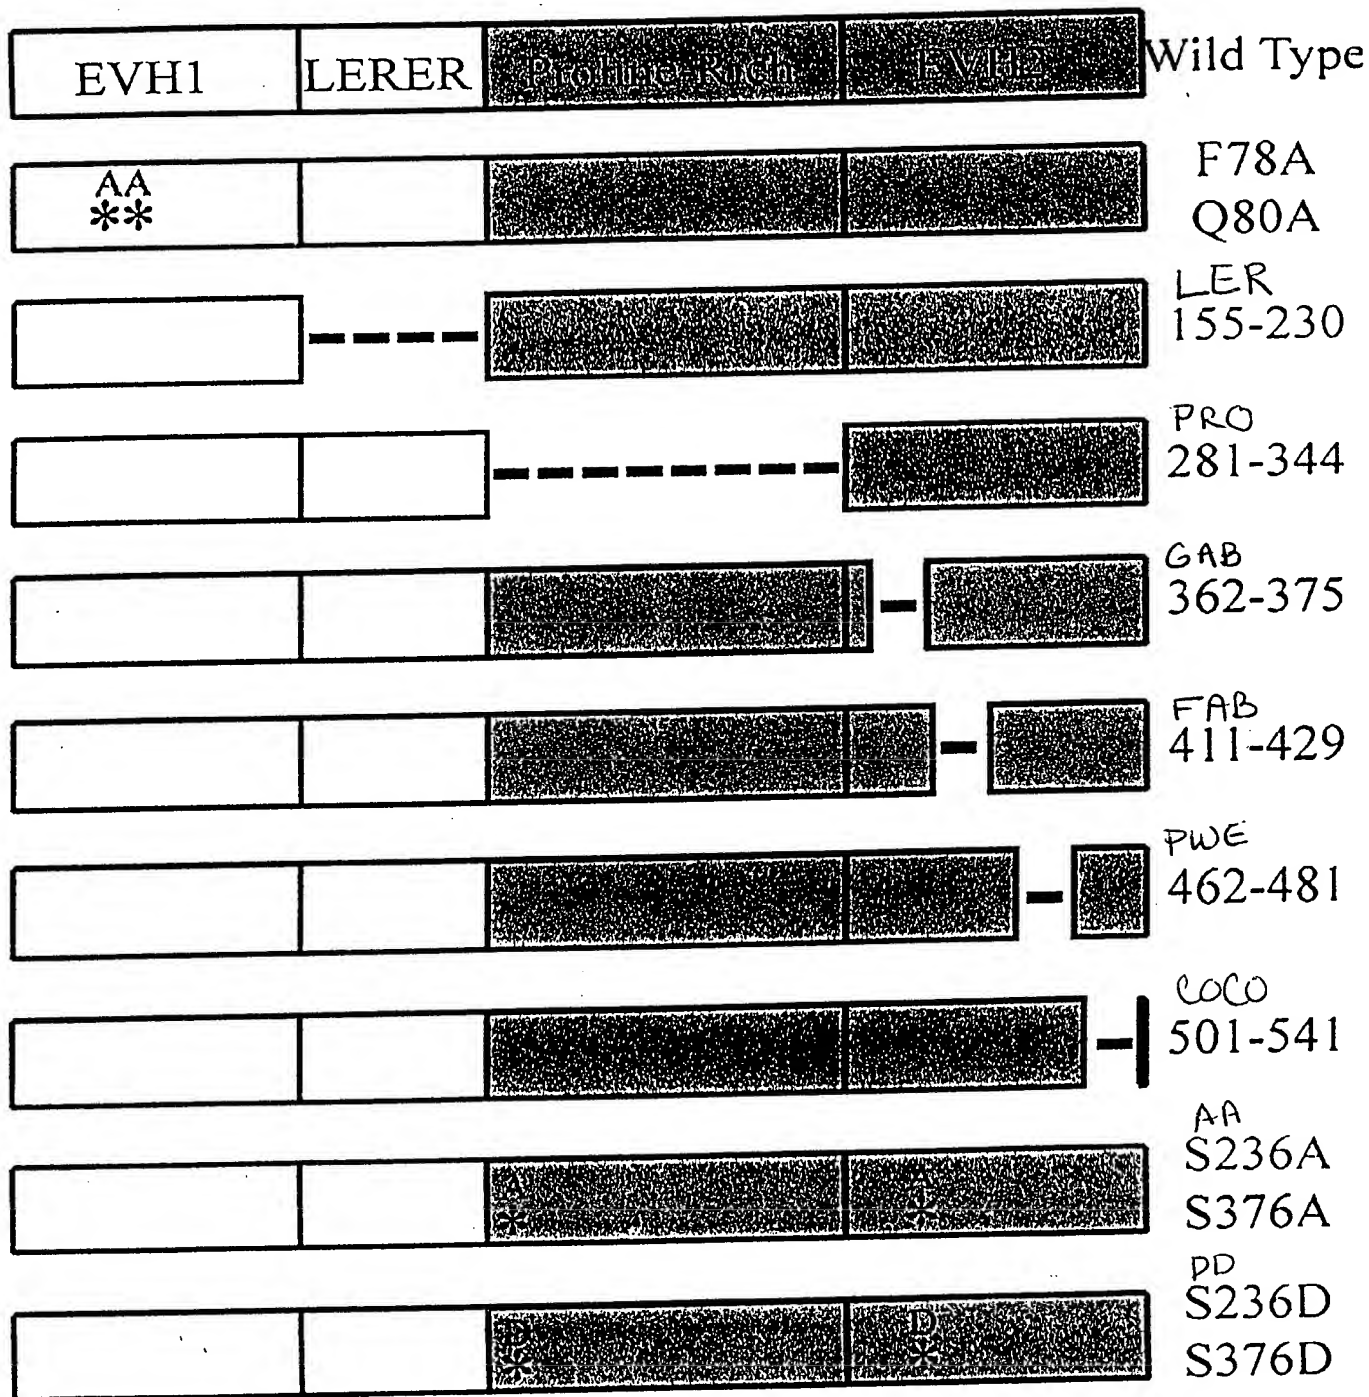 EVH1 LERER Proline Rich EVH2 Wild Type
AA
**
F78A
Q80A
LER
155-230
PRO
281-344
GAB
362-375
FAB
411-429
PWE
462-481
COCO
501-541
AA
S236A
S376A
A
*
A
*
DD
S236D
S376D
D
*
D
*